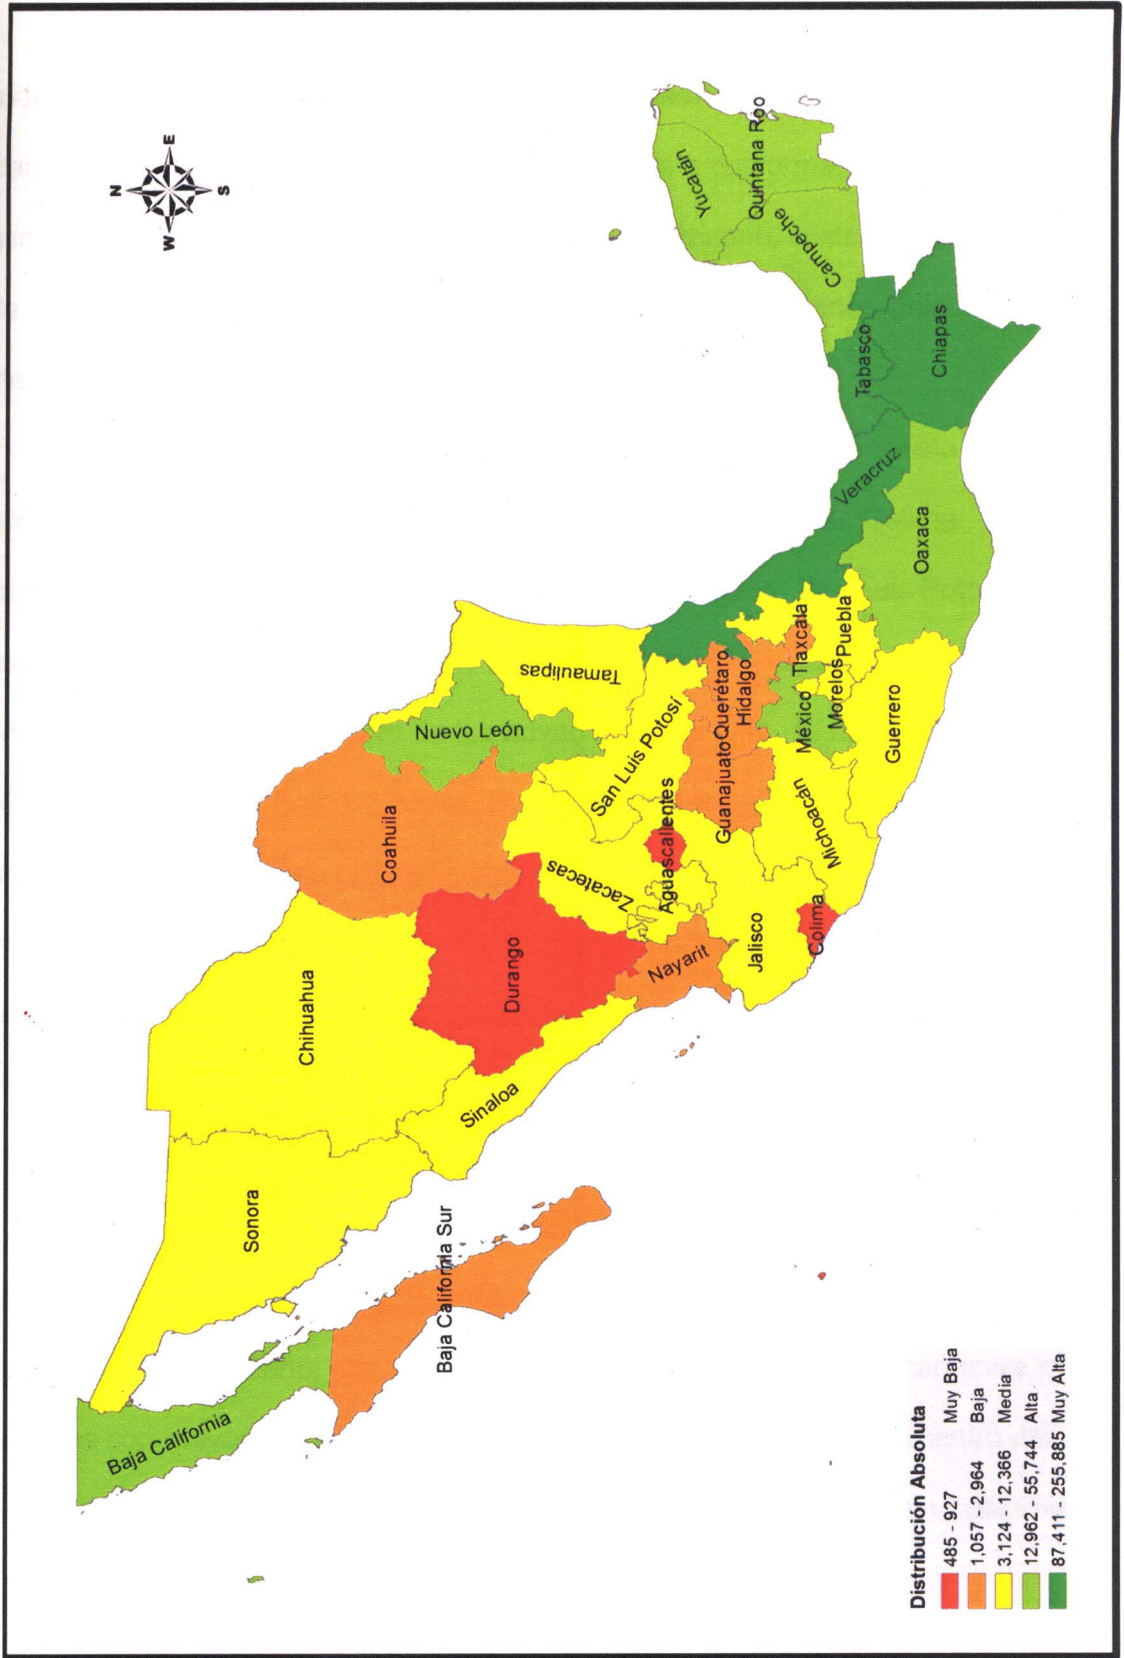 N
W
E
S
Baja California
Sonora
Chihuahua
Baja California Sur
Sinaloa
Durango
Coahuila
Nuevo León
Tamaulipas
Zacatecas
San Luis Potosí
Nayarit
Aguascalientes
Jalisco
Colima
Guanajuato
Querétaro
Hidalgo
Michoacán
México
Tlaxcala
Morelos
Puebla
Guerrero
Veracruz
Oaxaca
Tabasco
Chiapas
Campeche
Yucatán
Quintana Roo
Distribución Absoluta
485 - 927 Muy Baja
1,057 - 2,964 Baja
3,124 - 12,366 Media
12,962 - 55,744 Alta
87,411 - 255,885 Muy Alta